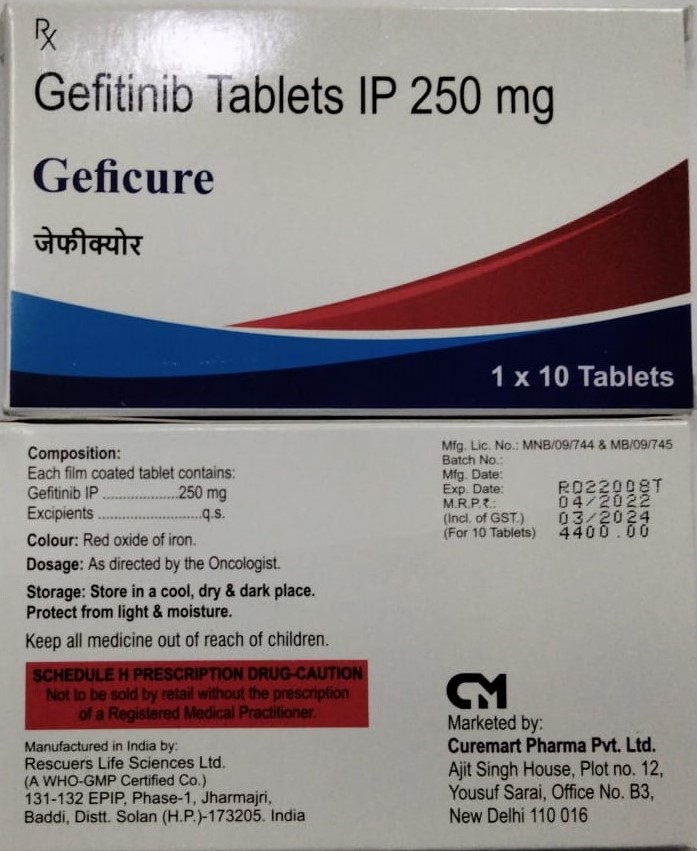 Rx
Gefitinib Tablets IP 250 mg
Geficure
जेफीक्योर
1 x 10 Tablets
Composition:
Each film coated tablet contains:
Gefitinib IP ...................250 mg
Excipients ..........................q.s.
Colour: Red oxide of iron.
Dosage: As directed by the Oncologist.
Storage: Store in a cool, dry & dark place.
Protect from light & moisture.
Keep all medicine out of reach of children.
SCHEDULE H PRESCRIPTION DRUG-CAUTION
Not to be sold by retail without the prescription
of a Registered Medical Practitioner.
Manufactured in India by:
Rescuers Life Sciences Ltd.
(A WHO-GMP Certified Co.)
131-132 EPIP, Phase-1, Jharmajri,
Baddi, Distt. Solan (H.P.)-173205. India
Mfg. Lic. No.: MNB/09/744 & MB/09/745
Batch No.:
Mfg. Date:
Exp. Date:
M.R.P.₹.:
(Incl. of GST.)
(For 10 Tablets)
RD22008T
04/2022
03/2024
4400.00
CM
Marketed by:
Curemart Pharma Pvt. Ltd.
Ajit Singh House, Plot no. 12,
Yousuf Sarai, Office No. B3,
New Delhi 110 016